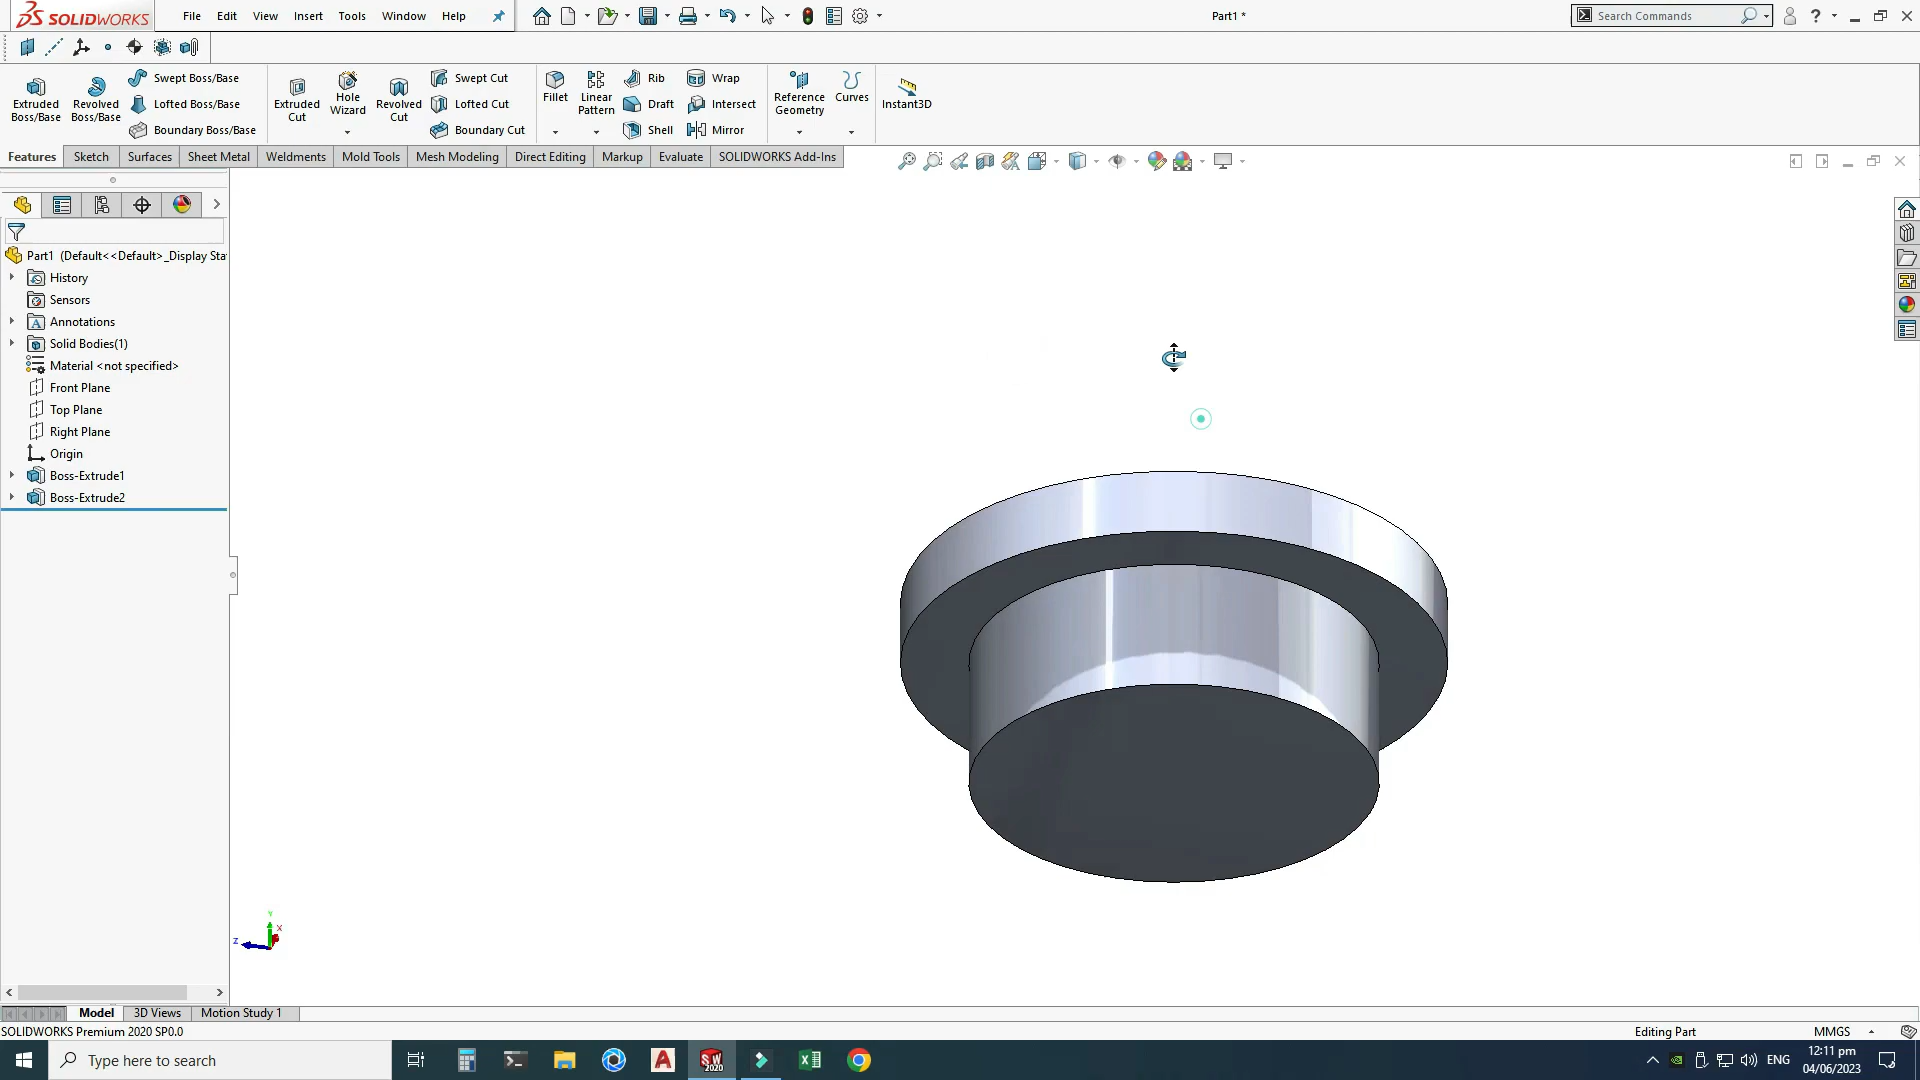 SOLIDWORKS File Edit View Insert Tools Window Help Part1 * Search Commands ?
Extruded Boss/Base
Revolved Boss/Base
Swept Boss/Base
Lofted Boss/Base
Boundary Boss/Base
Extruded Cut
Hole Wizard
Revolved Cut
Swept Cut
Lofted Cut
Boundary Cut
Fillet
Linear Pattern
Rib
Draft
Shell
Wrap
Intersect
Mirror
Reference Geometry
Curves
Instant3D
Features Sketch Surfaces Sheet Metal Weldments Mold Tools Mesh Modeling Direct Editing Markup Evaluate SOLIDWORKS Add-Ins
Part1 (Default<<Default>_Display Sta
History
Sensors
A Annotations
Solid Bodies(1)
Material <not specified>
Front Plane
Top Plane
Right Plane
Origin
Boss-Extrude1
Boss-Extrude2
Y
X
Z
Model 3D Views Motion Study 1
SOLIDWORKS Premium 2020 SP0.0 Editing Part MMGS
Type here to search
SW 2020
ENG
12:11 pm
04/06/2023